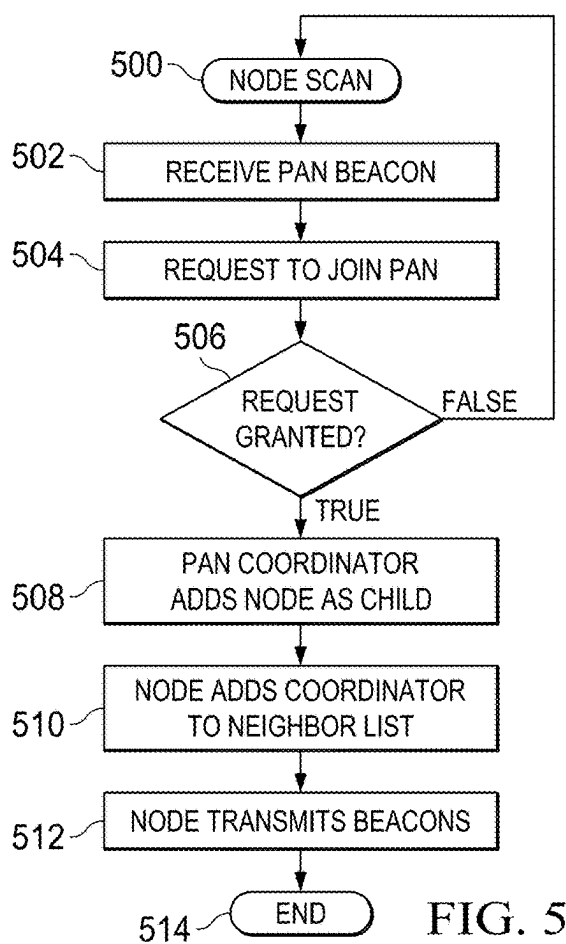 500
NODE SCAN
502
RECEIVE PAN BEACON
504
REQUEST TO JOIN PAN
506
REQUEST
GRANTED?
FALSE
TRUE
508
PAN COORDINATOR
ADDS NODE AS CHILD
510
NODE ADDS COORDINATOR
TO NEIGHBOR LIST
512
NODE TRANSMITS BEACONS
514
END
FIG. 5